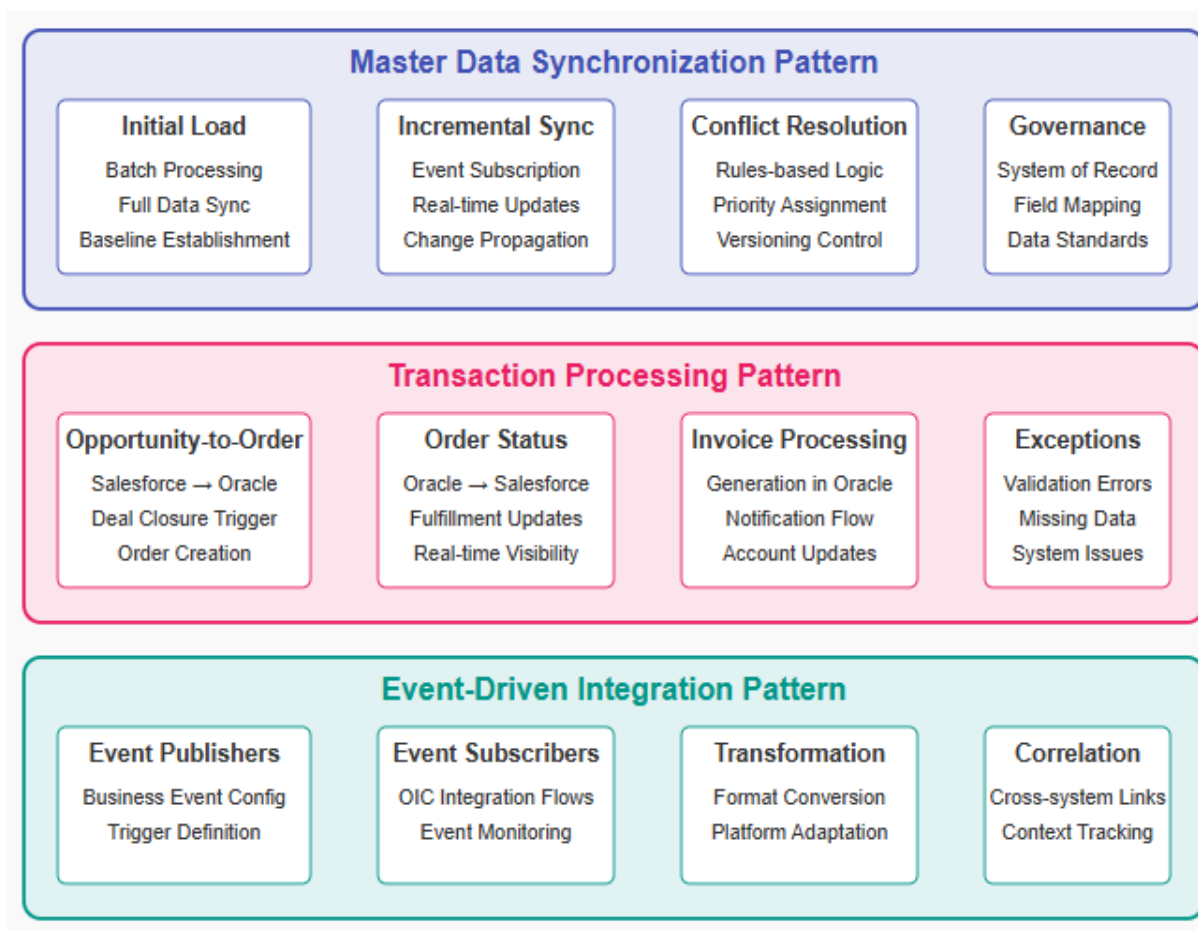 Master Data Synchronization Pattern
Initial Load
Batch Processing
Full Data Sync
Baseline Establishment
Incremental Sync
Event Subscription
Real-time Updates
Change Propagation
Conflict Resolution
Rules-based Logic
Priority Assignment
Versioning Control
Governance
System of Record
Field Mapping
Data Standards
Transaction Processing Pattern
Opportunity-to-Order
Salesforce → Oracle
Deal Closure Trigger
Order Creation
Order Status
Oracle → Salesforce
Fulfillment Updates
Real-time Visibility
Invoice Processing
Generation in Oracle
Notification Flow
Account Updates
Exceptions
Validation Errors
Missing Data
System Issues
Event-Driven Integration Pattern
Event Publishers
Business Event Config
Trigger Definition
Event Subscribers
OIC Integration Flows
Event Monitoring
Transformation
Format Conversion
Platform Adaptation
Correlation
Cross-system Links
Context Tracking